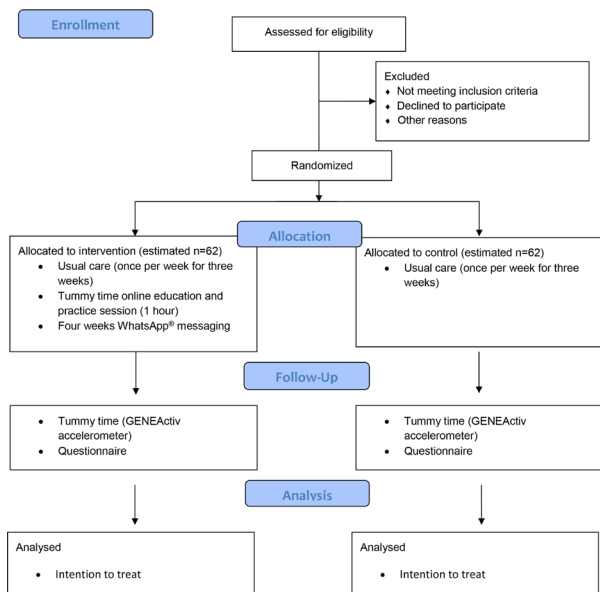 Enrollment
Assessed for eligibility
Excluded
♦ Not meeting inclusion criteria
♦ Declined to participate
♦ Other reasons
Randomized
Allocation
Allocated to intervention (estimated n=62)
• Usual care (once per week for three
weeks)
• Tummy time online education and
practice session (1 hour)
• Four weeks WhatsApp® messaging
Allocated to control (estimated n=62)
• Usual care (once per week for three
weeks)
Follow-Up
• Tummy time (GENEActiv
accelerometer)
• Questionnaire
• Tummy time (GENEActiv
accelerometer)
• Questionnaire
Analysis
Analysed
• Intention to treat
Analysed
• Intention to treat